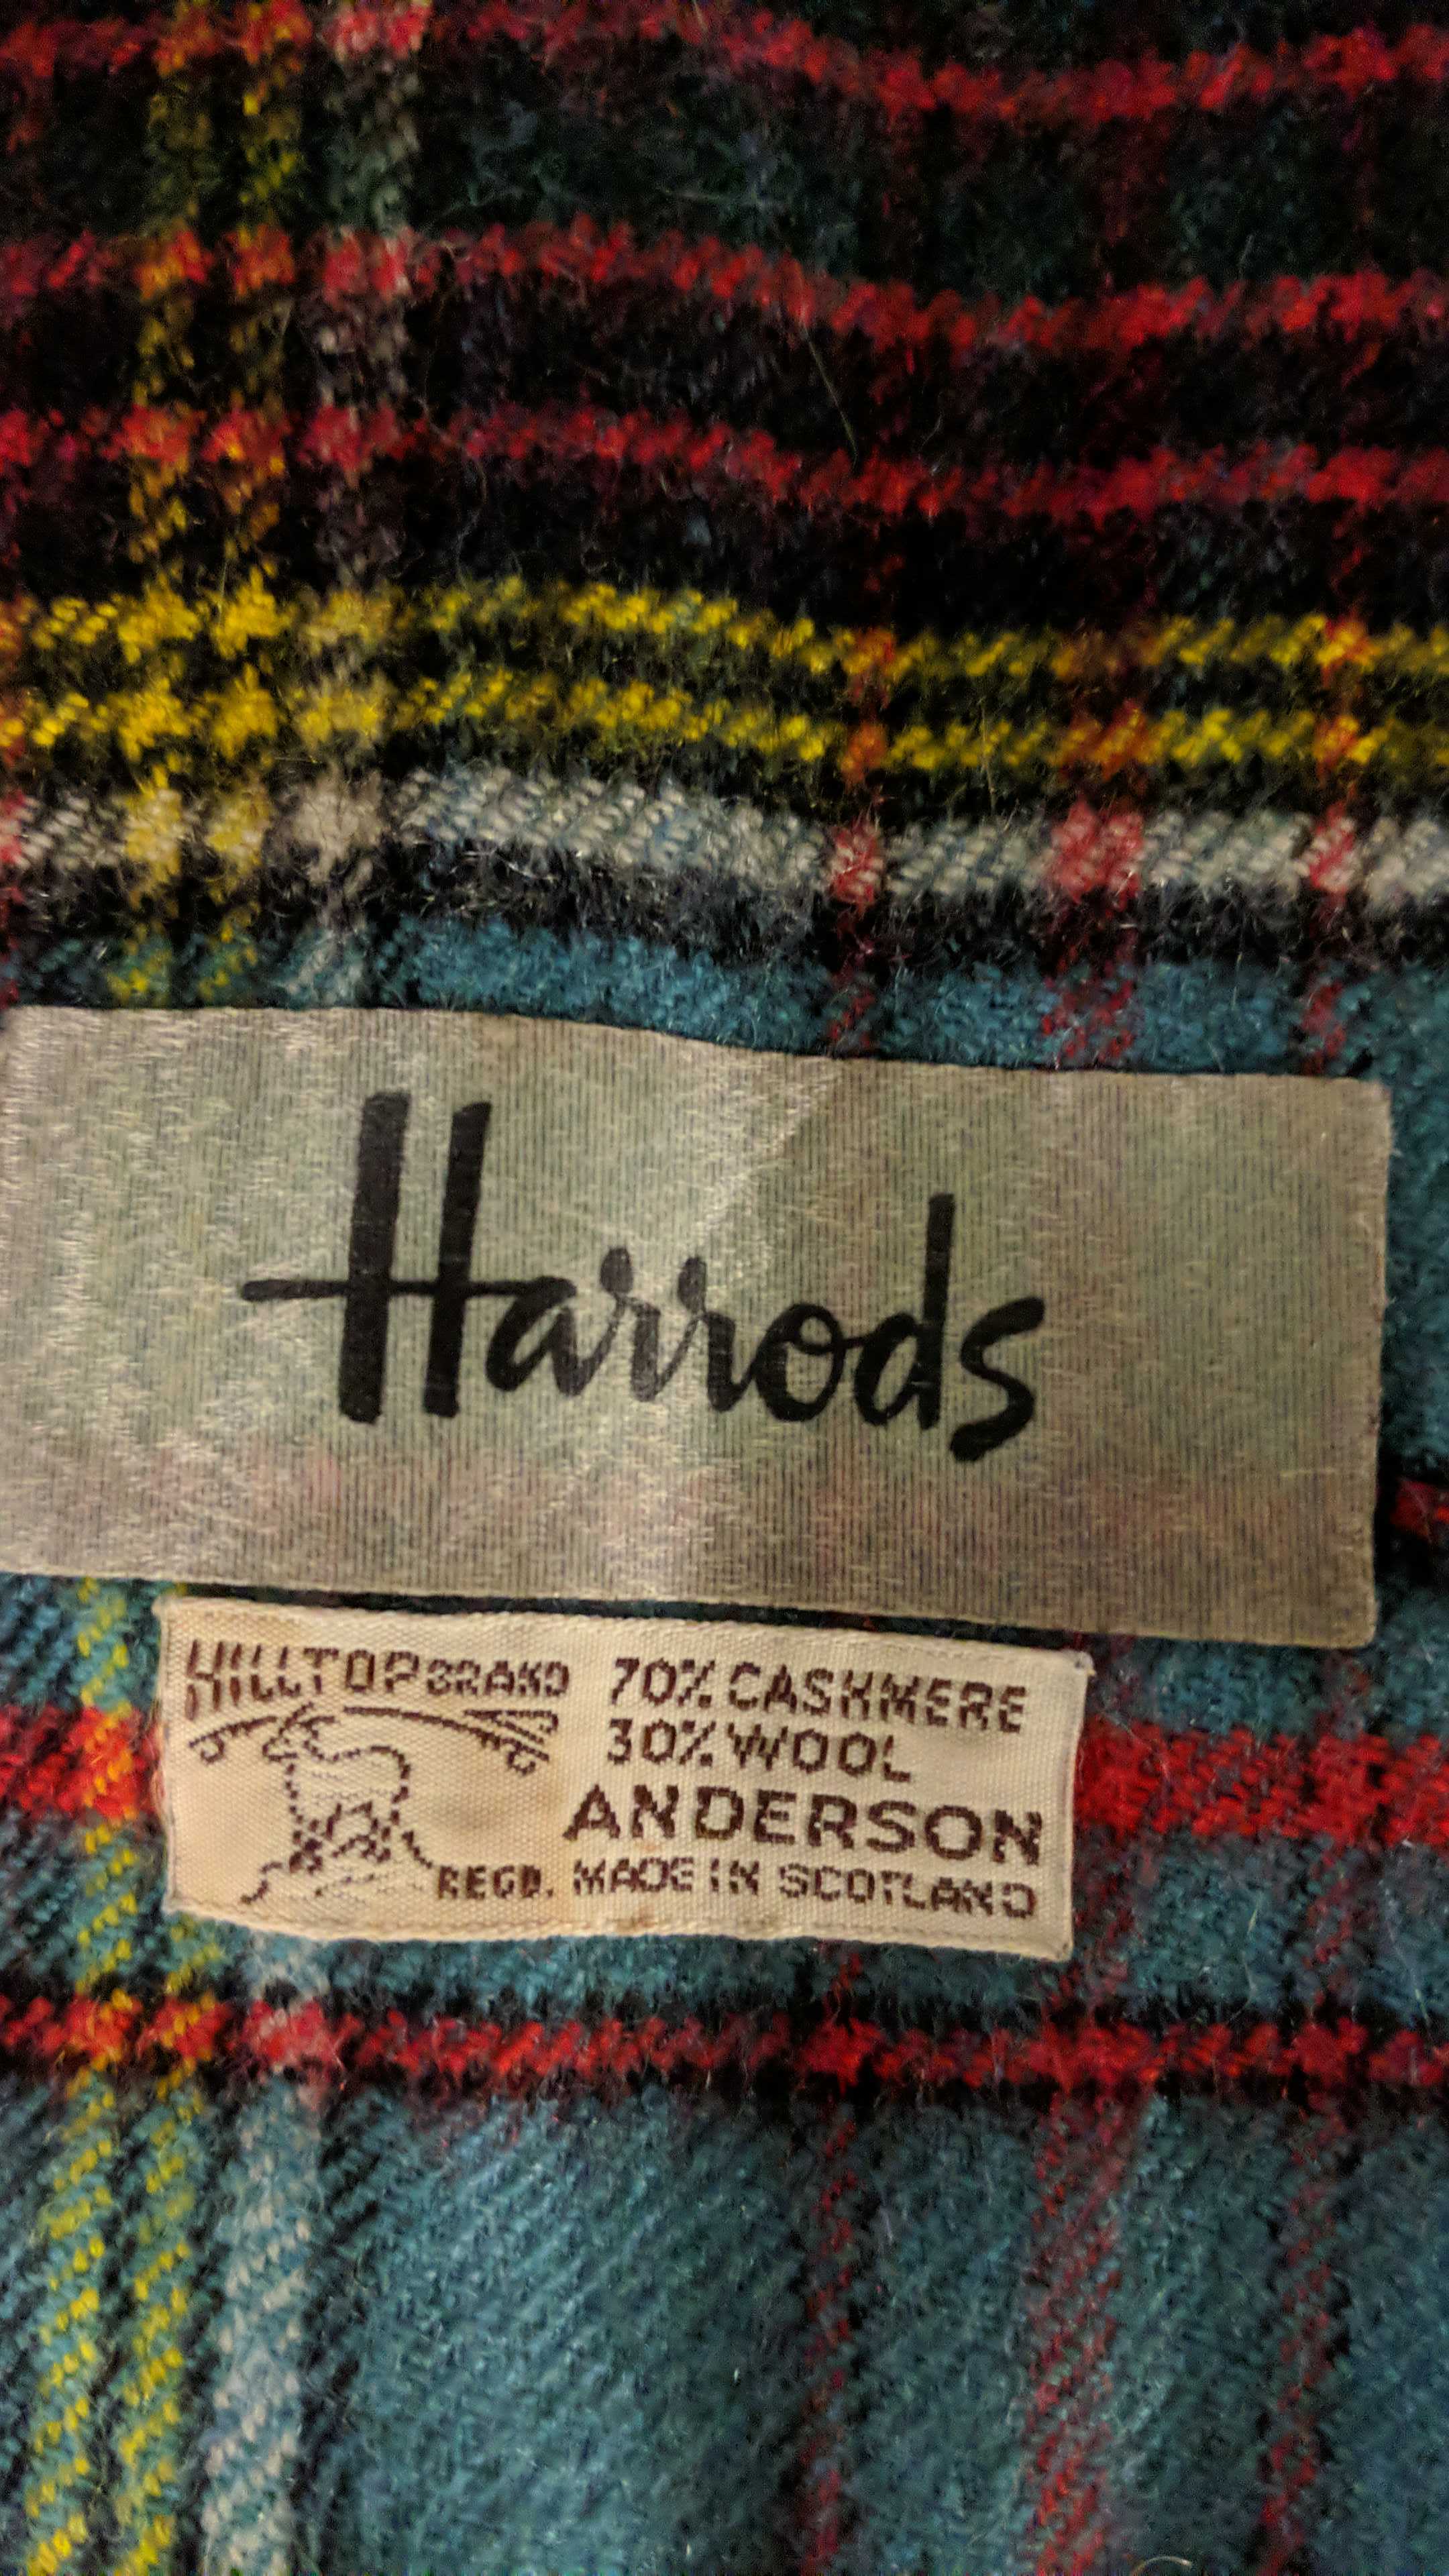 Harrods
HILLTOP BRAND
70% CASHMERE
30% WOOL
ANDERSON
REGD. MADE IN SCOTLAND